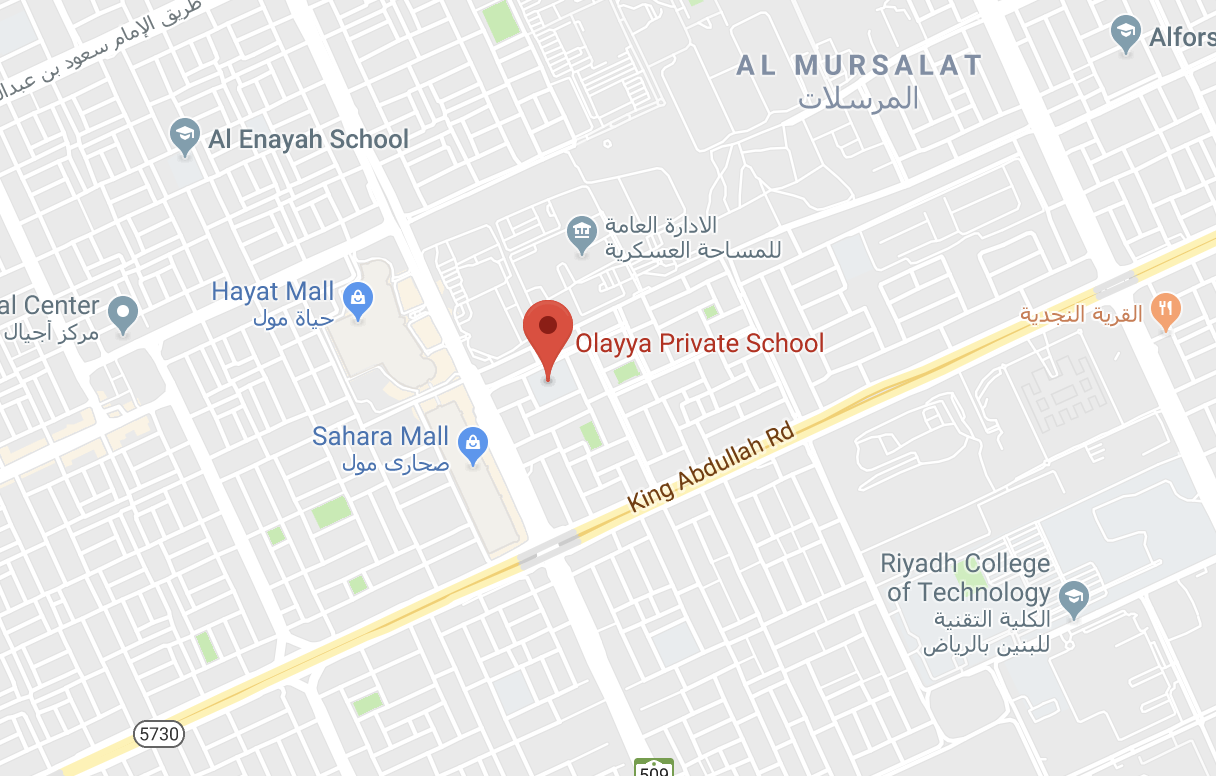 طريق الإمام سعود بن
AL MURSALAT
المرسلات
Al Enayah School
الادارة العامة
للمساحة العسكرية
Hayat Mall
حياة مول
al Center
مركز أجيال
القرية النجدية
Olayya Private School
Sahara Mall
صحارى مول
King Abdullah Rd
Riyadh College
of Technology
الكلية التقنية
للبنين بالرياض
5730
509